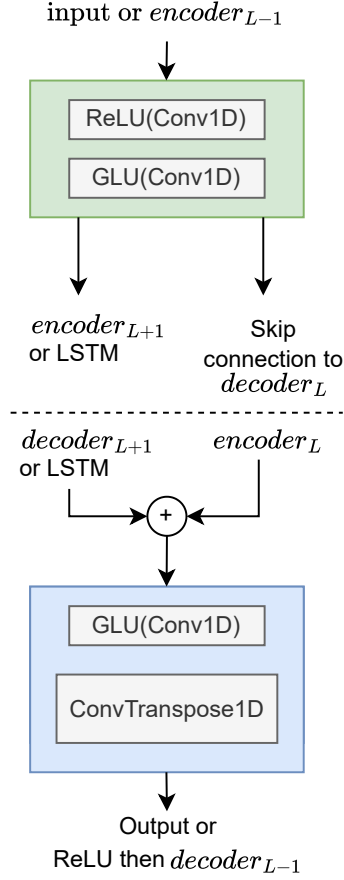 input or encoder_{L-1}
ReLU(Conv1D)
GLU(Conv1D)
encoder_{L+1}
or LSTM
Skip
connection to
decoder_L
decoder_{L+1}
or LSTM
encoder_L
+
GLU(Conv1D)
ConvTranspose1D
Output or
ReLU then decoder_{L-1}